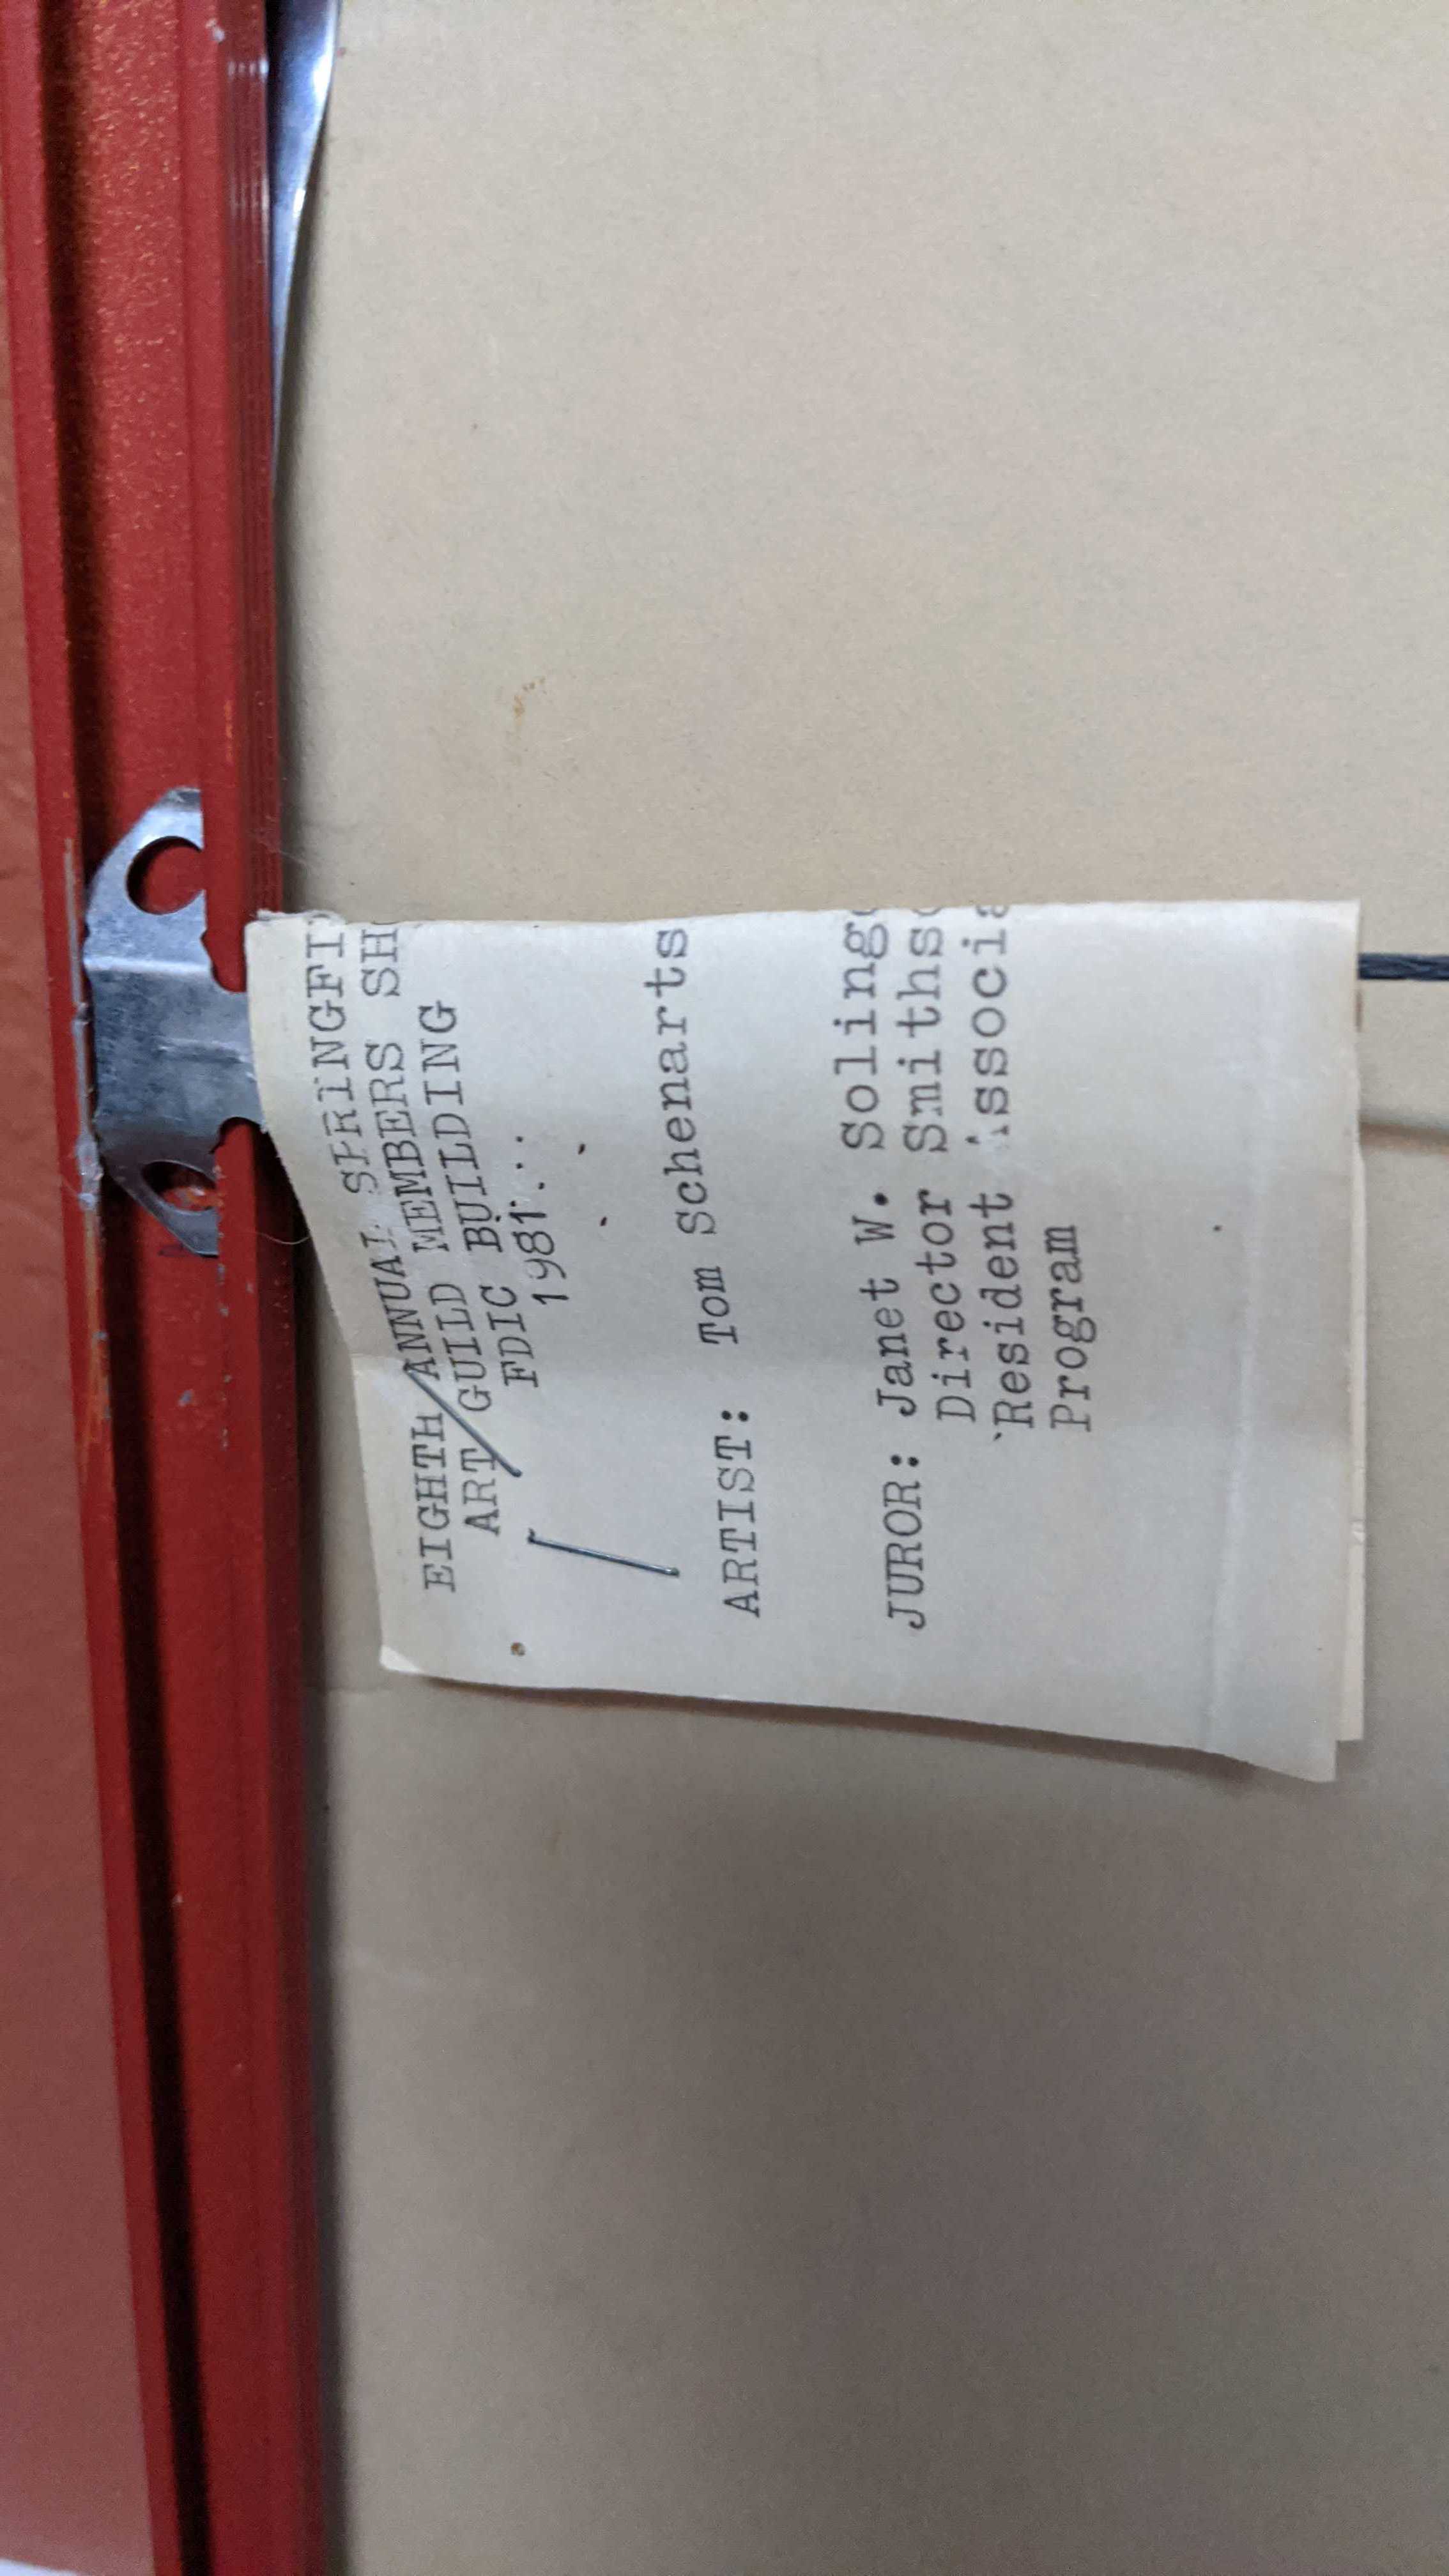 EIGHTH ANNUAL SPRINGFI
ART GUILD MEMBERS SH
FDIC BUILDING
1981...
ARTIST: Tom Schenarts
JUROR: Janet W. Soling
Director Smiths
Resident Associa
Program